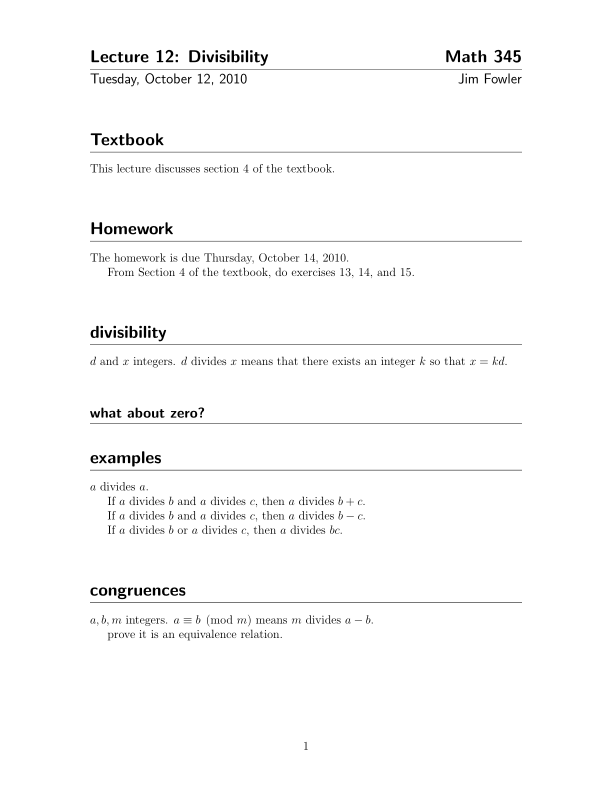 Lecture 12: Divisibility Math 345
Tuesday, October 12, 2010 Jim Fowler
Textbook
This lecture discusses section 4 of the textbook.
Homework
The homework is due Thursday, October 14, 2010.
From Section 4 of the textbook, do exercises 13, 14, and 15.
divisibility
d and x integers. d divides x means that there exists an integer k so that x = kd.
what about zero?
examples
a divides a.
If a divides b and a divides c, then a divides b + c.
If a divides b and a divides c, then a divides b − c.
If a divides b or a divides c, then a divides bc.
congruences
a, b, m integers. a ≡ b (mod m) means m divides a − b.
prove it is an equivalence relation.
1